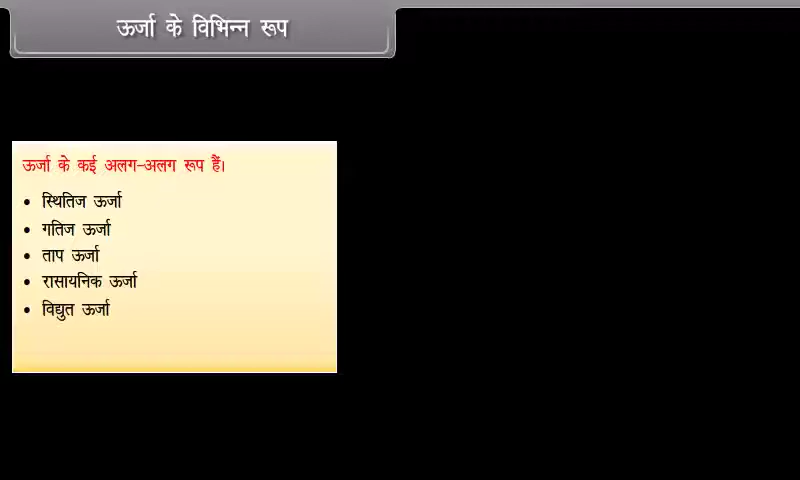 ऊर्जा के विभिन्न रूप
ऊर्जा के कई अलग-अलग रूप हैं।
• स्थितिज ऊर्जा
• गतिज ऊर्जा
• ताप ऊर्जा
• रासायनिक ऊर्जा
• विद्युत ऊर्जा